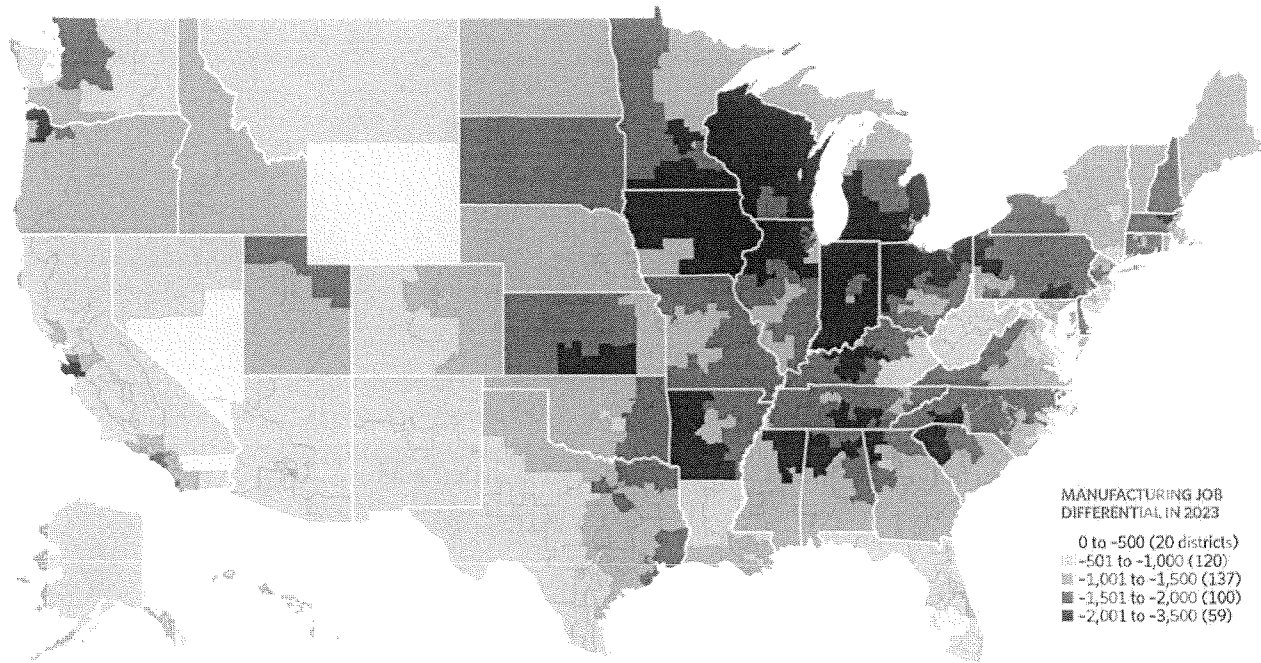 MANUFACTURING JOB
DIFFERENTIAL IN 2023
0 to -500 (20 districts)
-501 to -1,000 (120)
-1,001 to -1,500 (137)
-1,501 to -2,000 (100)
-2,001 to -3,500 (59)